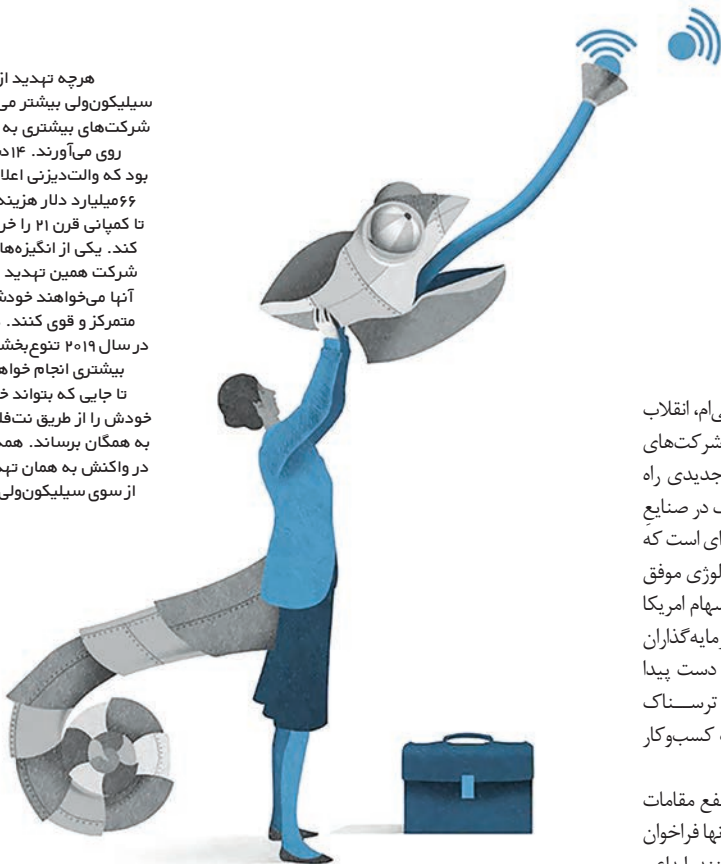 هرچه تهدید از
سیلیکون‌ولی بیشتر می
شرکت‌های بیشتری به
روی می‌آورند. ۱۴د
بود که والت‌دیزنی اعلا
۶۶میلیارد دلار هزینه
تا کمپانی قرن ۲۱ را خر
کند. یکی از انگیزه‌ها
شرکت همین تهدید
آنها می‌خواهند خودش
متمرکز و قوی کنند.
در سال ۲۰۱۹ تنوع‌بخش
بیشتری انجام خواه
تا جایی که بتواند خ
خودش را از طریق نت‌فل
به همگان برساند. همه
در واکنش به همان تهد
از سوی سیلیکون‌ولی
ی‌ام، انقلاب
شرکت‌های
جدیدی راه
در صنایعِ
ای است که
لوژی موفق
سهام امریکا
رمایه‌گذاران
دست پیدا
ترسناک
کسب‌وکار
فع مقامات
نها فراخوان